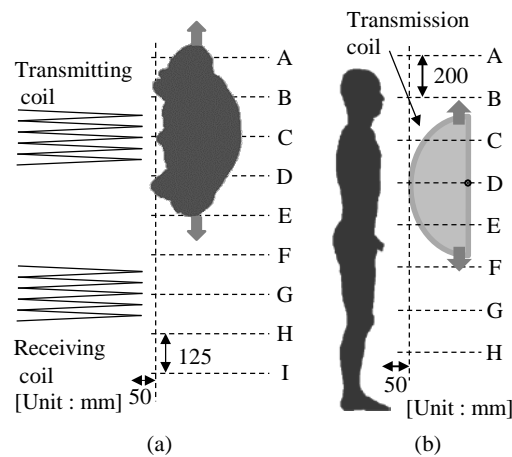 Transmitting
coil
A
B
C
D
E
F
G
H
I
Receiving
coil
125
50
[Unit : mm]
(a)
Transmission
coil
A
200
B
C
D
E
F
G
H
50
[Unit : mm]
(b)